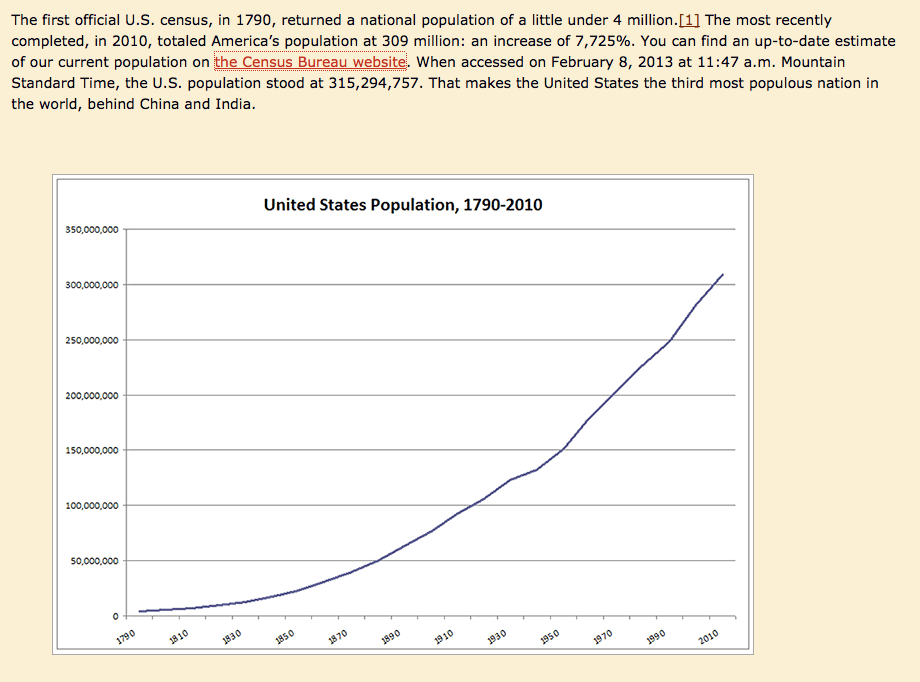 The first official U.S. census, in 1790, returned a national population of a little under 4 million.[1] The most recently
completed, in 2010, totaled America's population at 309 million: an increase of 7,725%. You can find an up-to-date estimate
of our current population on the Census Bureau website. When accessed on February 8, 2013 at 11:47 a.m. Mountain
Standard Time, the U.S. population stood at 315,294,757. That makes the United States the third most populous nation in
the world, behind China and India.
United States Population, 1790-2010
350,000,000
300,000,000
250,000,000
200,000,000
150,000,000
100,000,000
50,000,000
0
1790 1810 1830 1850 1870 1890 1910 1930 1950 1970 1990 2010